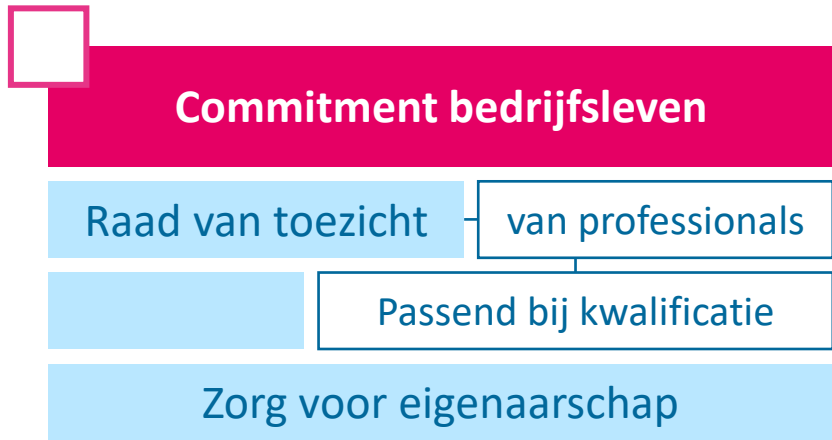 Commitment bedrijfsleven
Raad van toezicht
van professionals
Passend bij kwalificatie
Zorg voor eigenaarschap